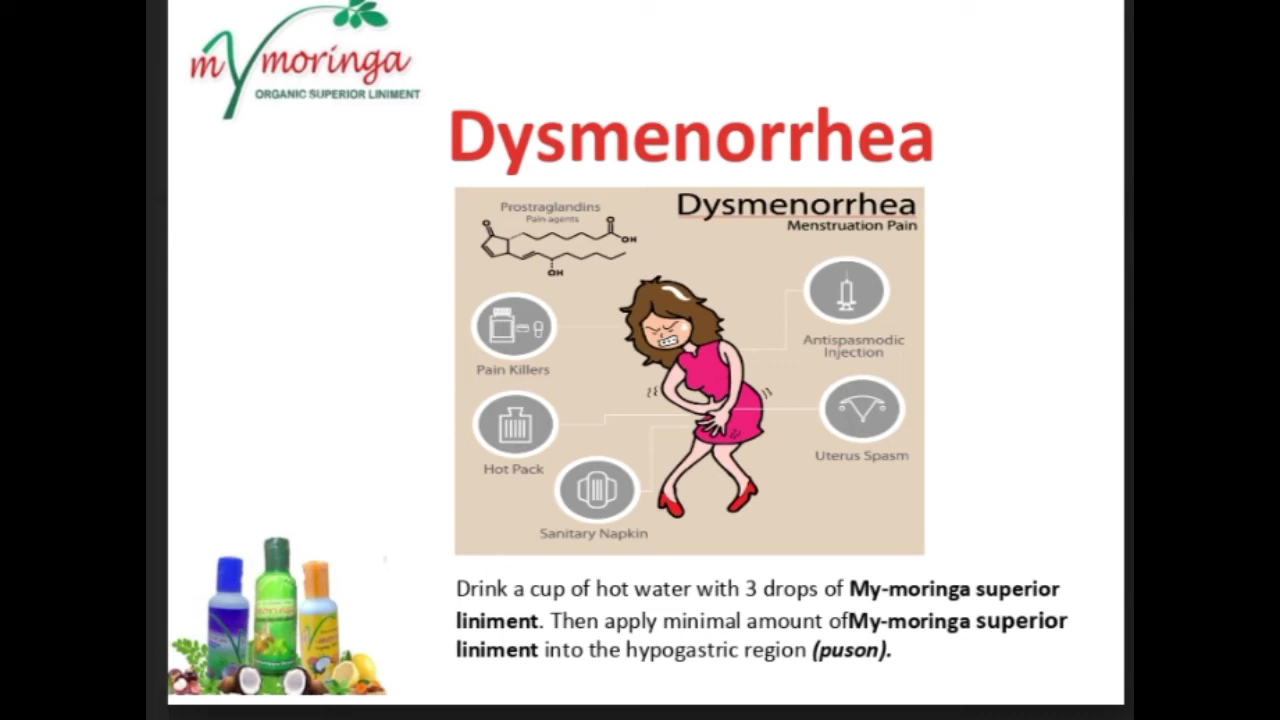 my moringa
ORGANIC SUPERIOR LINIMENT
Dysmenorrhea
Prostraglandins
Pain agents
Dysmenorrhea
Menstruation Pain
O
O
OH
OH
Pain Killers
Antispasmodic
Injection
Hot Pack
Uterus Spasm
Sanitary Napkin
Drink a cup of hot water with 3 drops of My-moringa superior
liniment. Then apply minimal amount ofMy-moringa superior
liniment into the hypogastric region (puson).